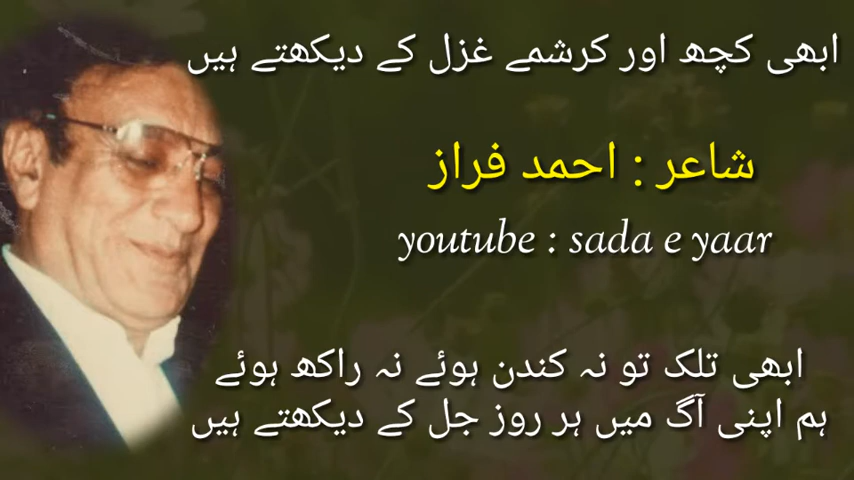 ابھی کچھ اور کرشمے غزل کے دیکھتے ہیں
شاعر : احمد فراز
youtube : sada e yaar
ابھی تلک تو نہ کندن ہوئے نہ راکھ ہوئے
ہم اپنی آگ میں ہر روز جل کے دیکھتے ہیں